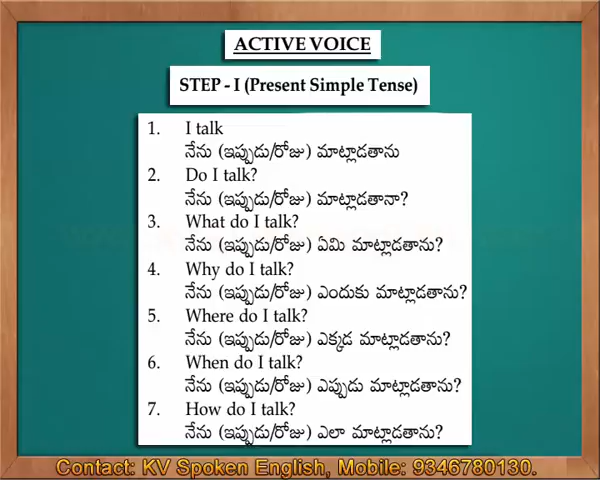 ACTIVE VOICE
STEP - I (Present Simple Tense)
1. I talk
నేను (ఇప్పుడు/రోజు) మాట్లాడతాను
2. Do I talk?
నేను (ఇప్పుడు/రోజు) మాట్లాడతానా?
3. What do I talk?
నేను (ఇప్పుడు/రోజు) ఏమి మాట్లాడతాను?
4. Why do I talk?
నేను (ఇప్పుడు/రోజు) ఎందుకు మాట్లాడతాను?
5. Where do I talk?
నేను (ఇప్పుడు/రోజు) ఎక్కడ మాట్లాడతాను?
6. When do I talk?
నేను (ఇప్పుడు/రోజు) ఎప్పుడు మాట్లాడతాను?
7. How do I talk?
నేను (ఇప్పుడు/రోజు) ఎలా మాట్లాడతాను?
Contact: KV Spoken English, Mobile: 9346780130.